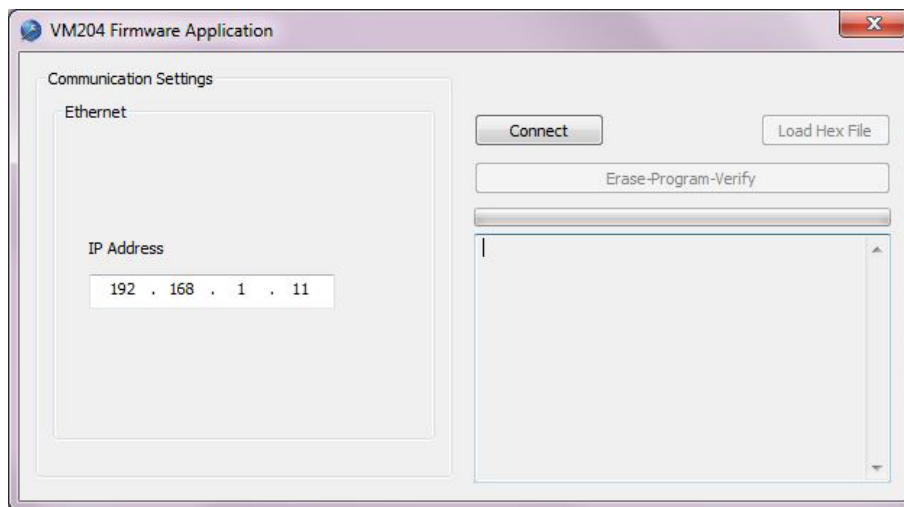 VM204 Firmware Application
Communication Settings
Ethernet
Connect
Load Hex File
Erase-Program-Verify
IP Address
192 . 168 . 1 . 11